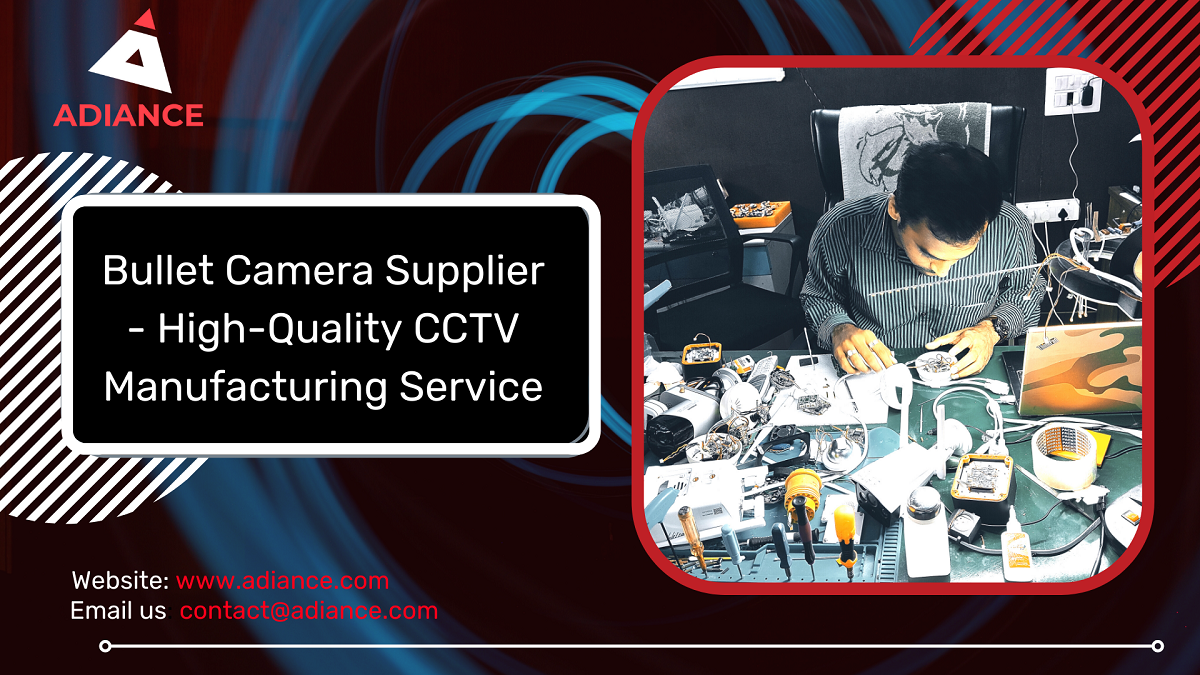 ADIANCE
Bullet Camera Supplier
- High-Quality CCTV
Manufacturing Service
Website: www.adiance.com
Email us: contact@adiance.com